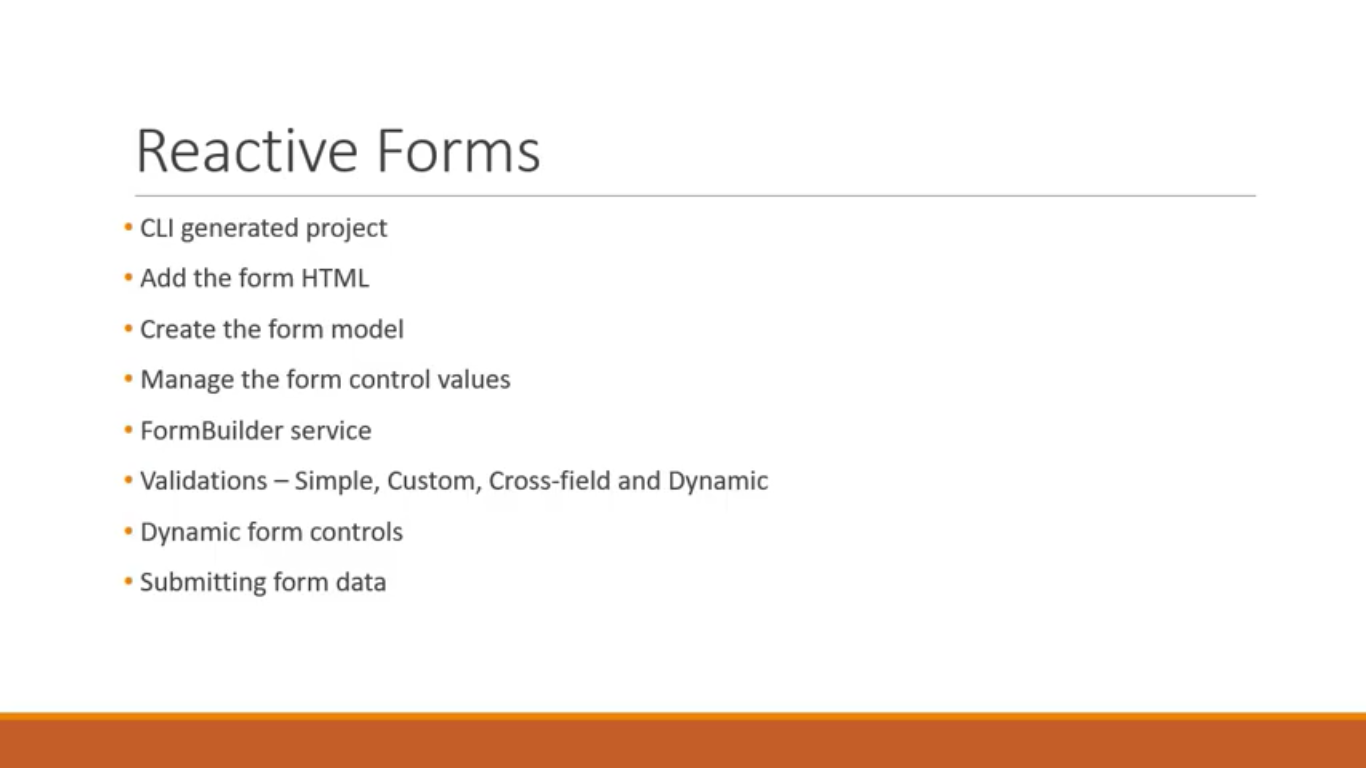 Reactive Forms
• CLI generated project
• Add the form HTML
• Create the form model
• Manage the form control values
• FormBuilder service
• Validations – Simple, Custom, Cross-field and Dynamic
• Dynamic form controls
• Submitting form data